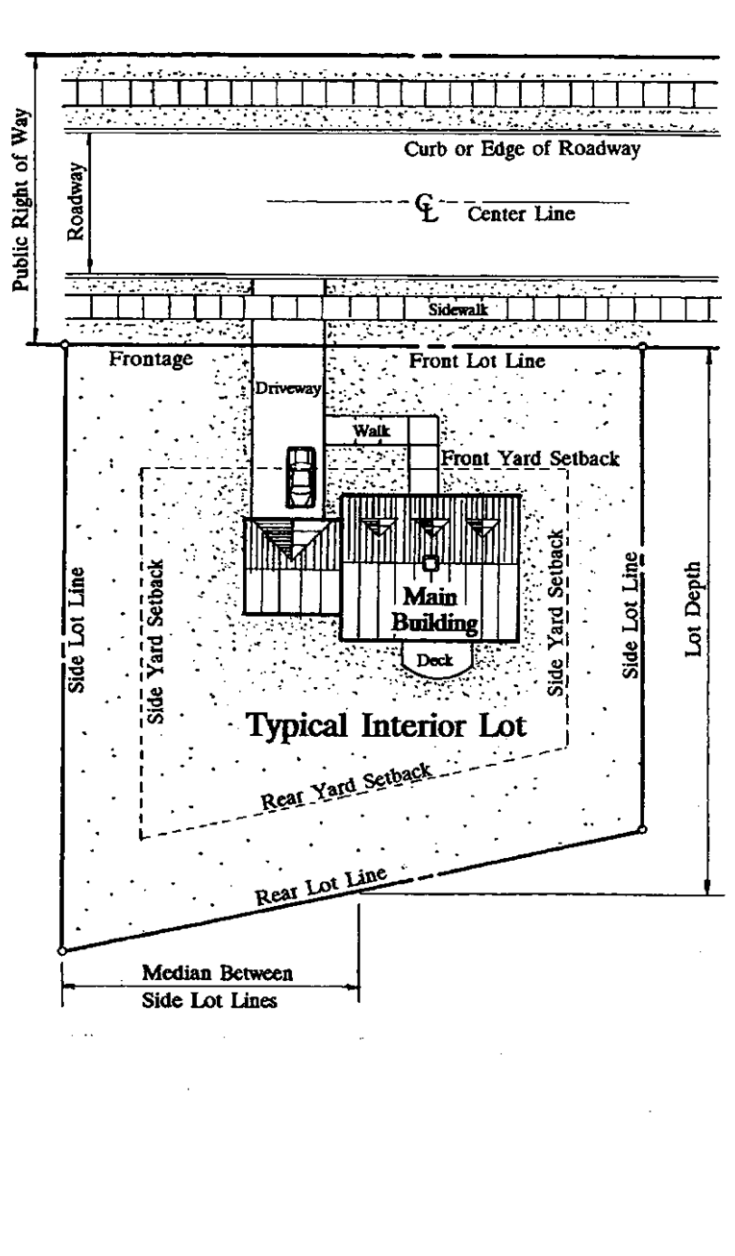 Public Right of Way
Roadway
Curb or Edge of Roadway
CL
Center Line
Sidewalk
Frontage
Front Lot Line
Driveway
Walk
Front Yard Setback
Side Lot Line
Side Yard Setback
Main
Building
Deck
Side Yard Setback
Side Lot Line
Lot Depth
Typical Interior Lot
Rear Yard Setback
Rear Lot Line
Median Between
Side Lot Lines